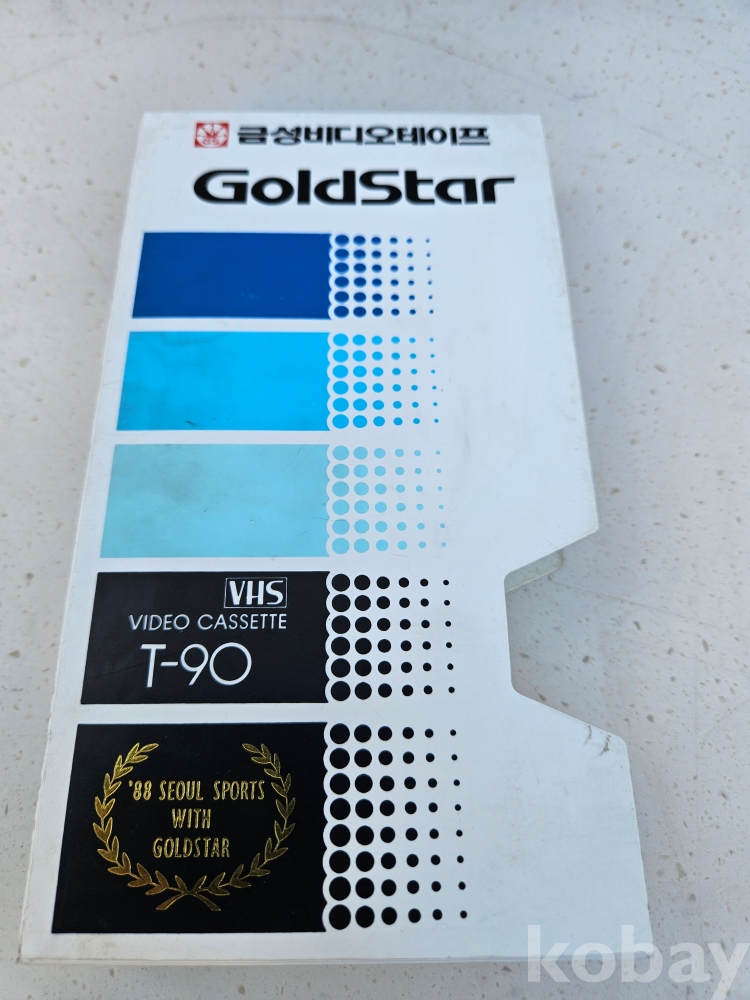 금성비디오테이프
GoldStar
VHS
VIDEO CASSETTE
T-90
'88 SEOUL SPORTS
WITH
GOLDSTAR
kobay